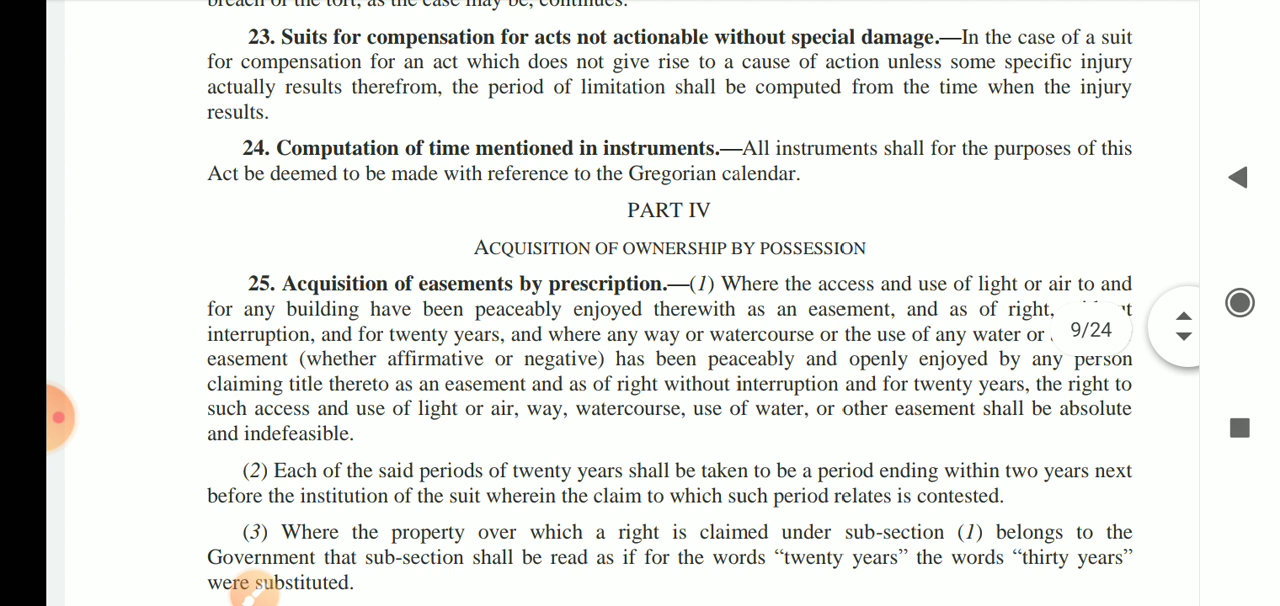 breach of the tort, as the case may be, continues.
23. Suits for compensation for acts not actionable without special damage.—In the case of a suit
for compensation for an act which does not give rise to a cause of action unless some specific injury
actually results therefrom, the period of limitation shall be computed from the time when the injury
results.
24. Computation of time mentioned in instruments.—All instruments shall for the purposes of this
Act be deemed to be made with reference to the Gregorian calendar.
PART IV
ACQUISITION OF OWNERSHIP BY POSSESSION
25. Acquisition of easements by prescription.—(1) Where the access and use of light or air to and
for any building have been peaceably enjoyed therewith as an easement, and as of right,
interruption, and for twenty years, and where any way or watercourse or the use of any water or
9/24
easement (whether affirmative or negative) has been peaceably and openly enjoyed by any person
claiming title thereto as an easement and as of right without interruption and for twenty years, the right to
such access and use of light or air, way, watercourse, use of water, or other easement shall be absolute
and indefeasible.
(2) Each of the said periods of twenty years shall be taken to be a period ending within two years next
before the institution of the suit wherein the claim to which such period relates is contested.
(3) Where the property over which a right is claimed under sub-section (1) belongs to the
Government that sub-section shall be read as if for the words “twenty years” the words “thirty years”
were substituted.